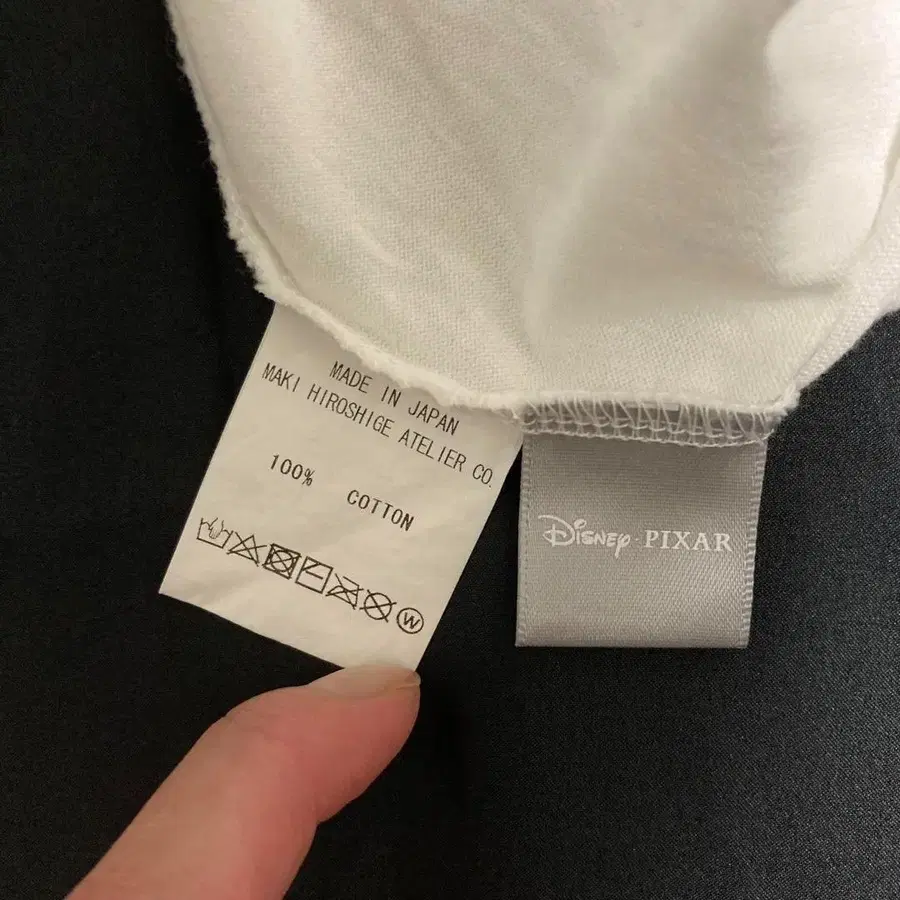 MADE IN JAPAN
MAKI HIROSHIGE ATELIER CO.
100% COTTON
W
Disney · PIXAR